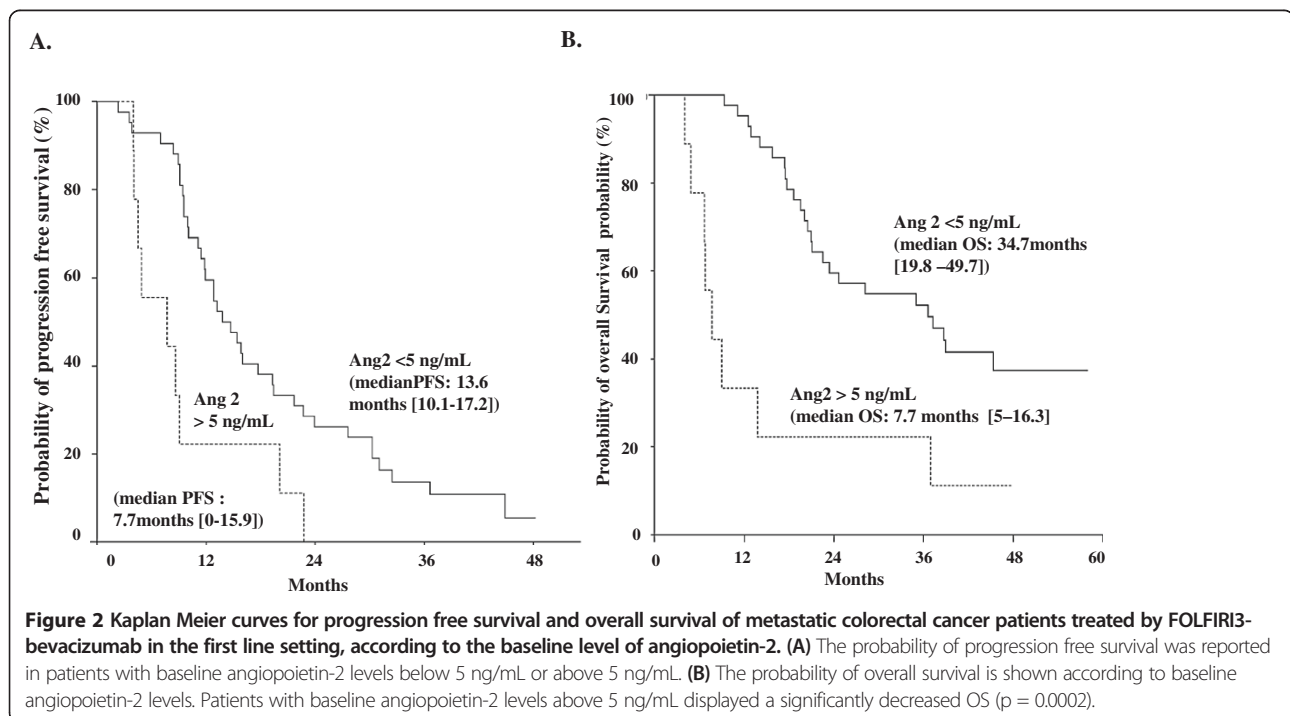 A.
Probability of progression free survival (%)
100
80
60
40
20
0
Ang2 <5 ng/mL
(medianPFS: 13.6
months [10.1-17.2])
Ang 2
> 5 ng/mL
(median PFS :
7.7months [0-15.9])
0 12 24 36 48
Months
B.
Probability of overall Survival probability (%)
100
80
60
40
20
0
Ang 2 <5 ng/mL
(median OS: 34.7months
[19.8 –49.7])
Ang2 > 5 ng/mL
(median OS: 7.7 months [5–16.3]
0 12 24 36 48 60
Months
Figure 2 Kaplan Meier curves for progression free survival and overall survival of metastatic colorectal cancer patients treated by FOLFIRI3-
bevacizumab in the first line setting, according to the baseline level of angiopoietin-2. (A) The probability of progression free survival was reported
in patients with baseline angiopoietin-2 levels below 5 ng/mL or above 5 ng/mL. (B) The probability of overall survival is shown according to baseline
angiopoietin-2 levels. Patients with baseline angiopoietin-2 levels above 5 ng/mL displayed a significantly decreased OS (p = 0.0002).